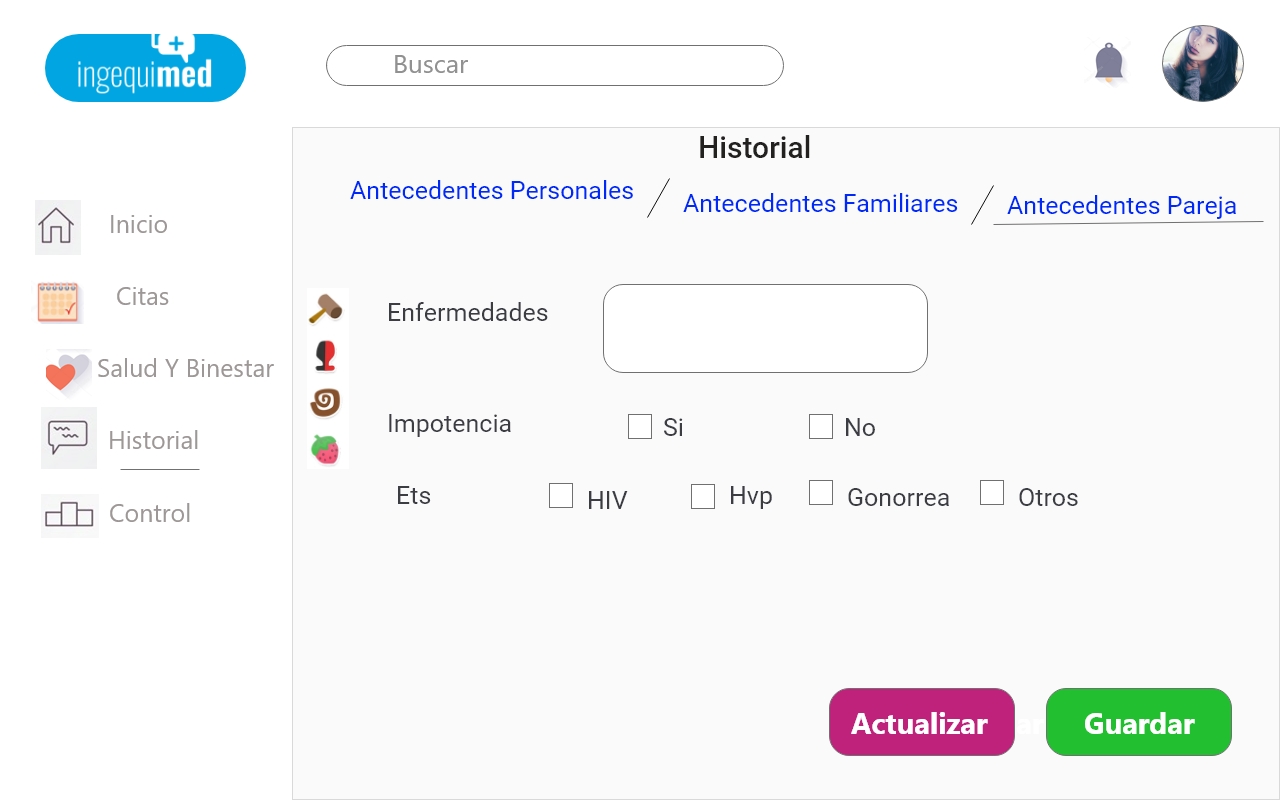 ingequimed
Buscar
Historial
Antecedentes Personales
Antecedentes Familiares
Antecedentes Pareja
Inicio
Citas
Salud Y Binestar
Historial
Control
Enfermedades
Impotencia
Si
No
Ets
HIV
Hvp
Gonorrea
Otros
Actualizar
Guardar